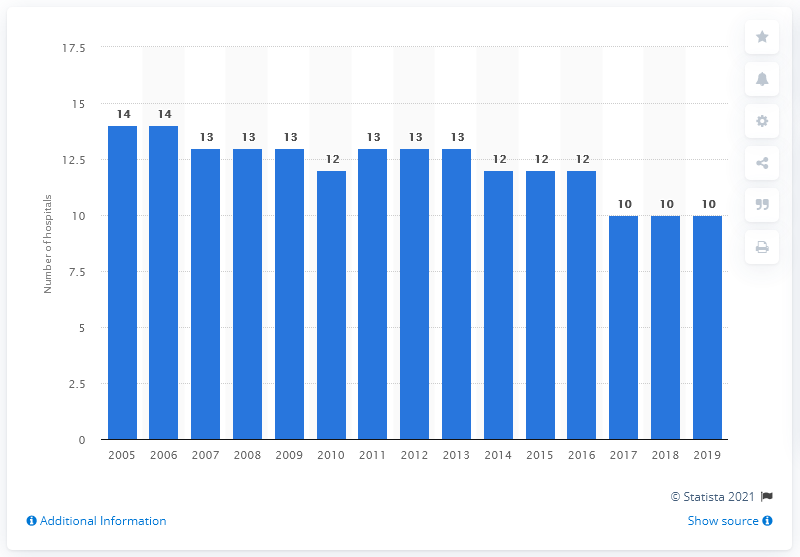 17.5
15
12.5
10
7.5
5
2.5
0
Number of hospitals
14 14 13 13 13 12 13 13 13 12 12 12 10 10 10
2005 2006 2007 2008 2009 2010 2011 2012 2013 2014 2015 2016 2017 2018 2019
© Statista 2021
Additional Information
Show source